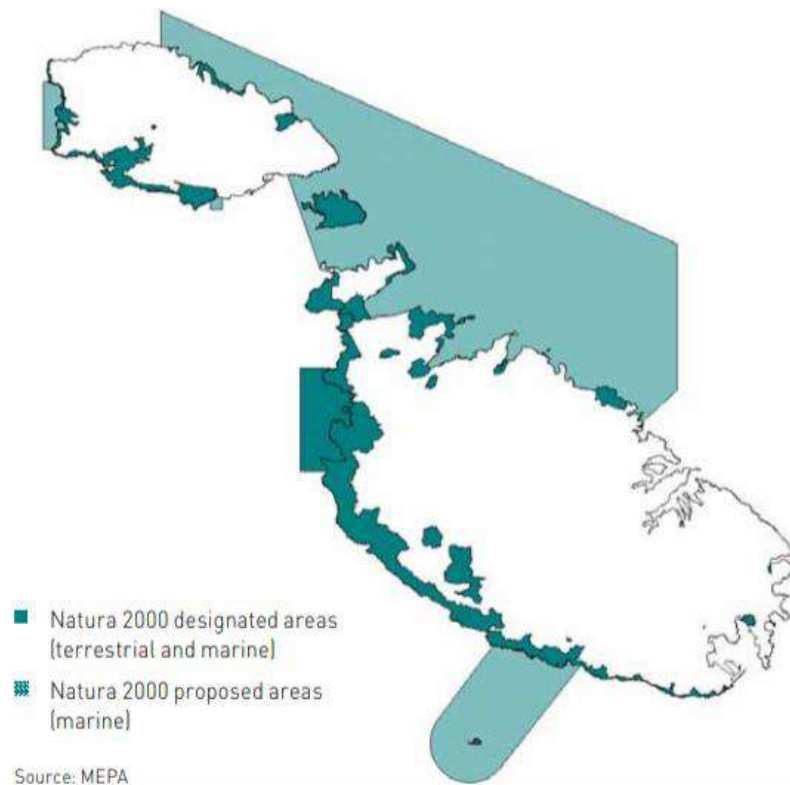 Natura 2000 designated areas
(terrestrial and marine)
Natura 2000 proposed areas
(marine)
Source: MEPA